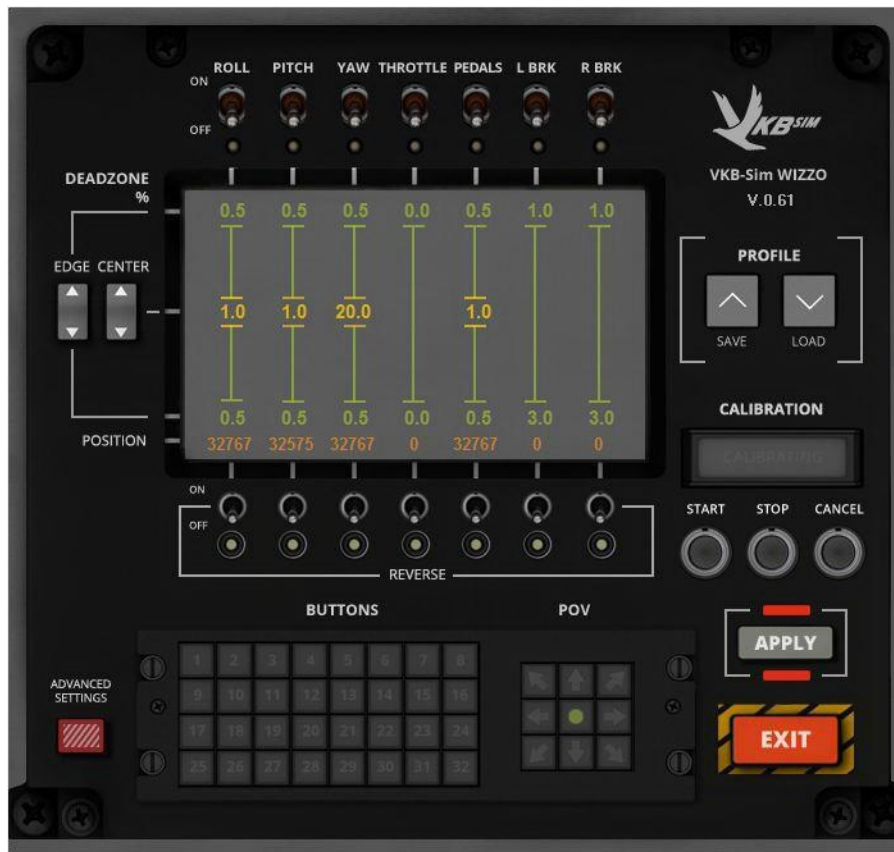 ROLL PITCH YAW THROTTLE PEDALS L BRK R BRK
ON
OFF
VKBSIM
VKB-Sim WIZZO
V.0.61
DEADZONE
%
0.5 0.5 0.5 0.0 0.5 1.0 1.0
EDGE CENTER
1.0 1.0 20.0 1.0
0.5 0.5 0.5 0.0 0.5 3.0 3.0
POSITION
32767 32575 32767 0 32767 0 0
PROFILE
SAVE LOAD
CALIBRATION
CALIBRATING
START STOP CANCEL
ON
OFF
REVERSE
BUTTONS
POV
1 2 3 4 5 6 7 8
9 10 11 12 13 14 15 16
17 18 19 20 21 22 23 24
25 26 27 28 29 30 31 32
ADVANCED
SETTINGS
APPLY
EXIT